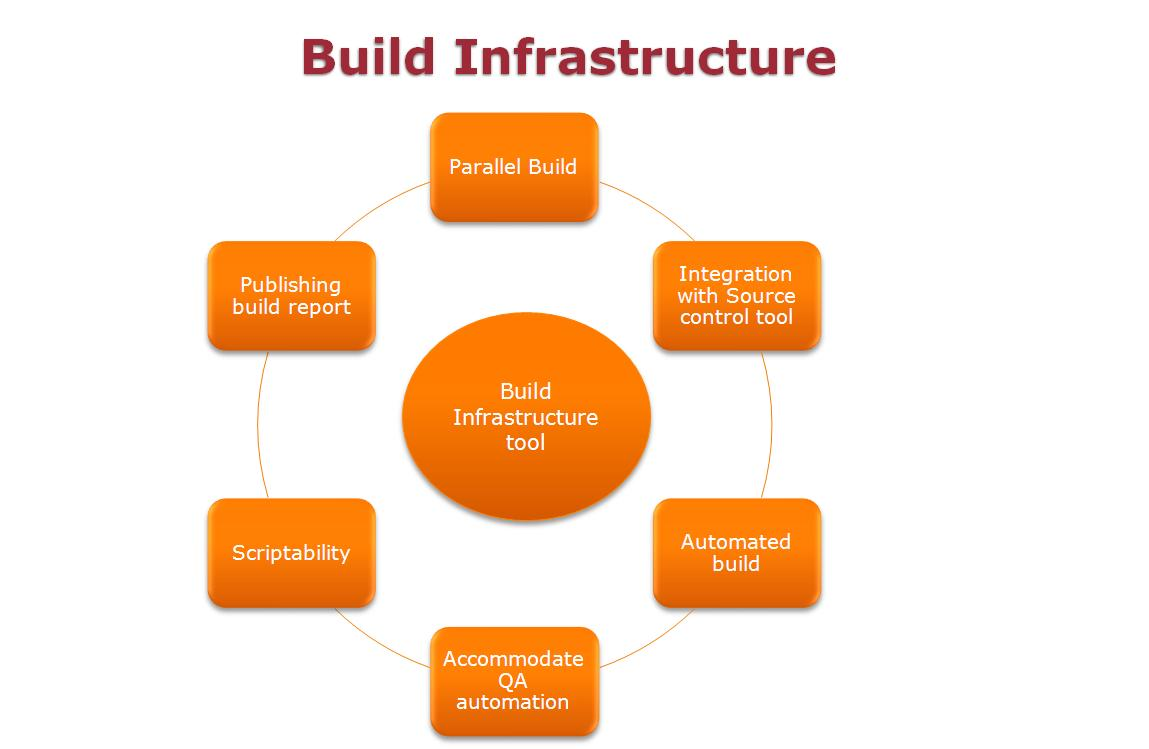 Build Infrastructure
Parallel Build
Integration
with Source
control tool
Automated
build
Accommodate
QA
automation
Scriptability
Publishing
build report
Build
Infrastructure
tool